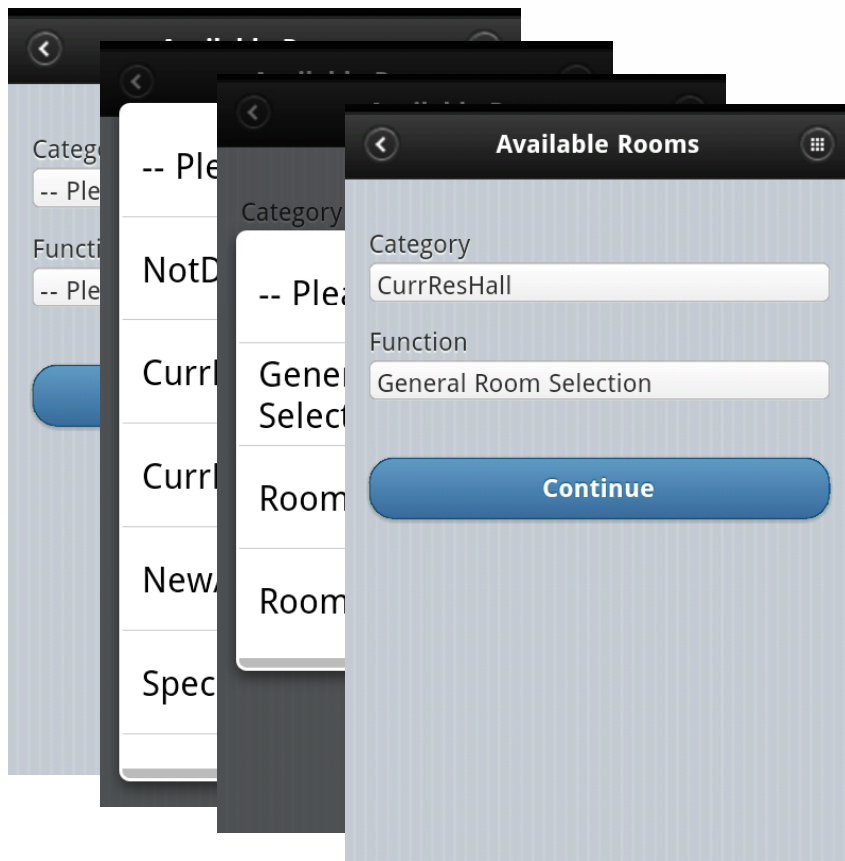 Categ
-- Ple
Functi
-- Ple
-- Ple
NotD
Curr
Curr
New
Spec
Category
-- Plea
Gener
Select
Room
Room
Available Rooms
Category
CurrResHall
Function
General Room Selection
Continue